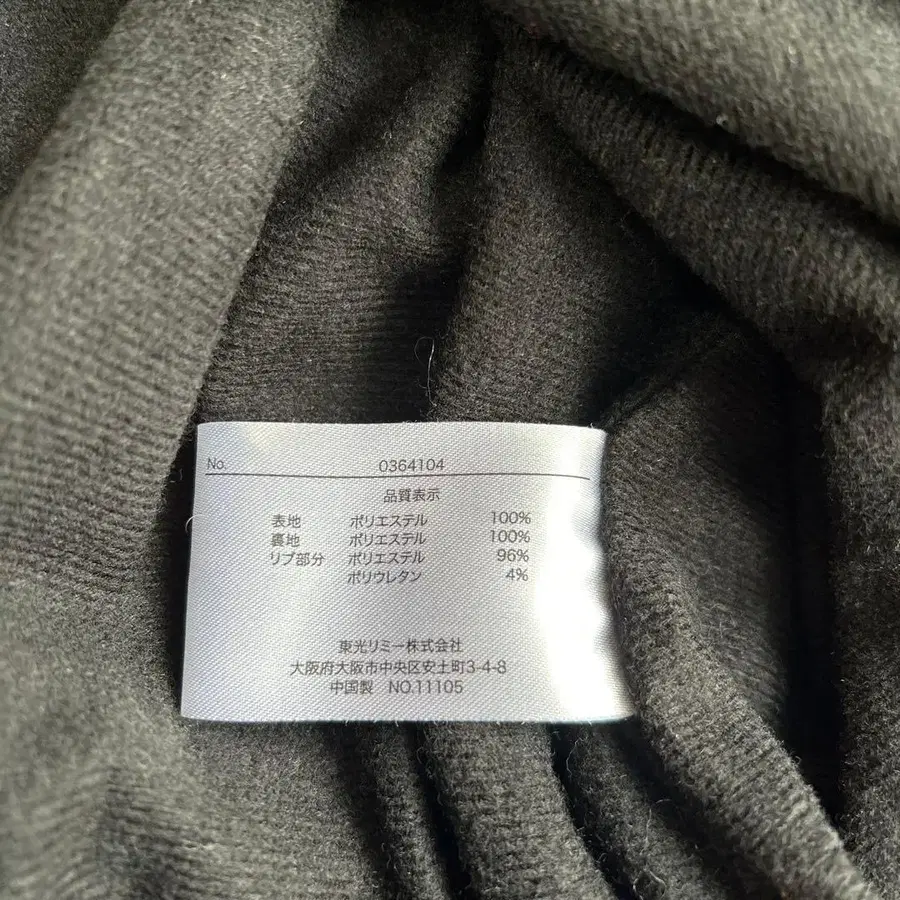 No. 0364104
品質表示
表地 ポリエステル 100%
裏地 ポリエステル 100%
リブ部分 ポリエステル 96%
ポリウレタン 4%
東光リミー株式会社
大阪府大阪市中央区安土町3-4-8
中国製 NO.11105